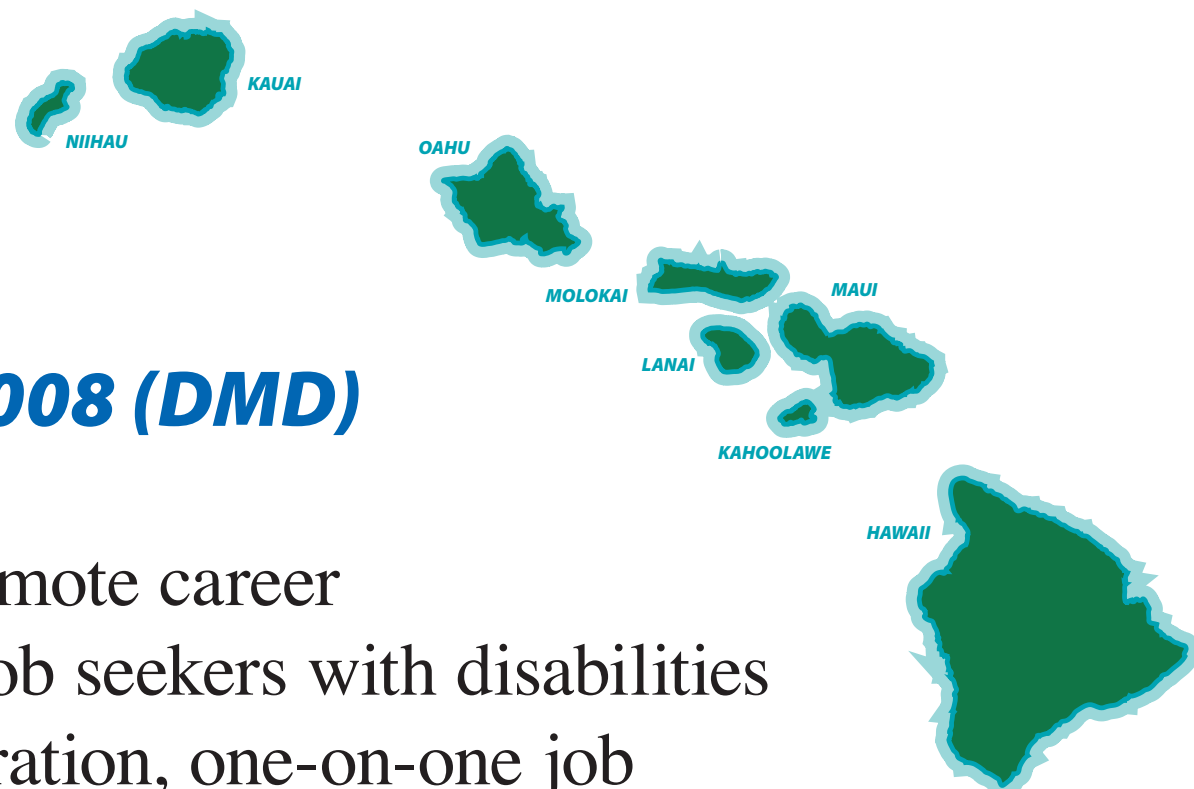 KAUAI
NIIHAU
OAHU
MAUI
MOLOKAI
LANAI
008 (DMD)
KAHOOLAWE
HAWAII
mote career
ob seekers with disabilities
ration, one-on-one job